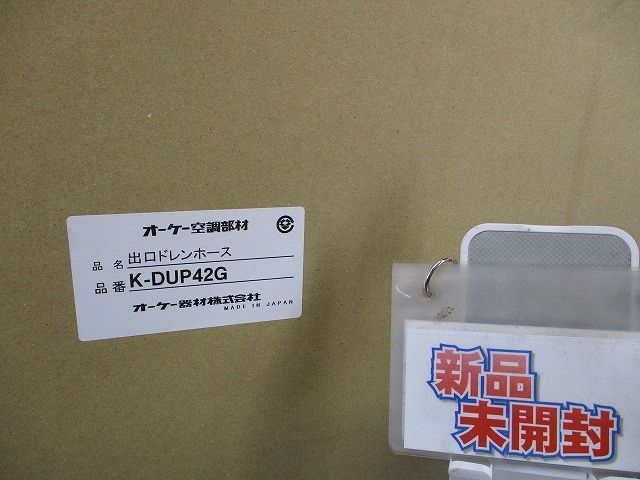 オーケー空調部材
品名 出口ドレンホース
品番 K-DUP42G
オーケー器材株式会社
MADE IN JAPAN
新品
未開封